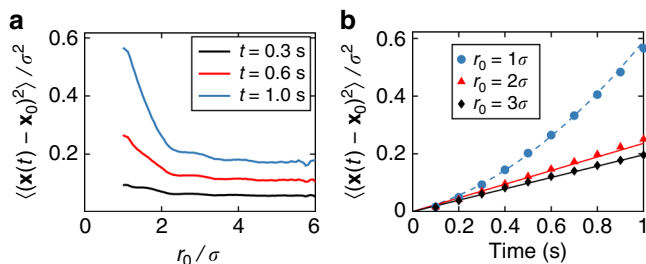 a
0.6
0.4
0.2
0
2
4
6
⟨(x(t) − x₀)²⟩ / σ²
r₀ / σ
t = 0.3 s
t = 0.6 s
t = 1.0 s
b
0.6
0.4
0.2
0
0
0.2
0.4
0.6
0.8
1
⟨(x(t) − x₀)²⟩ / σ²
Time (s)
r₀ = 1σ
r₀ = 2σ
r₀ = 3σ